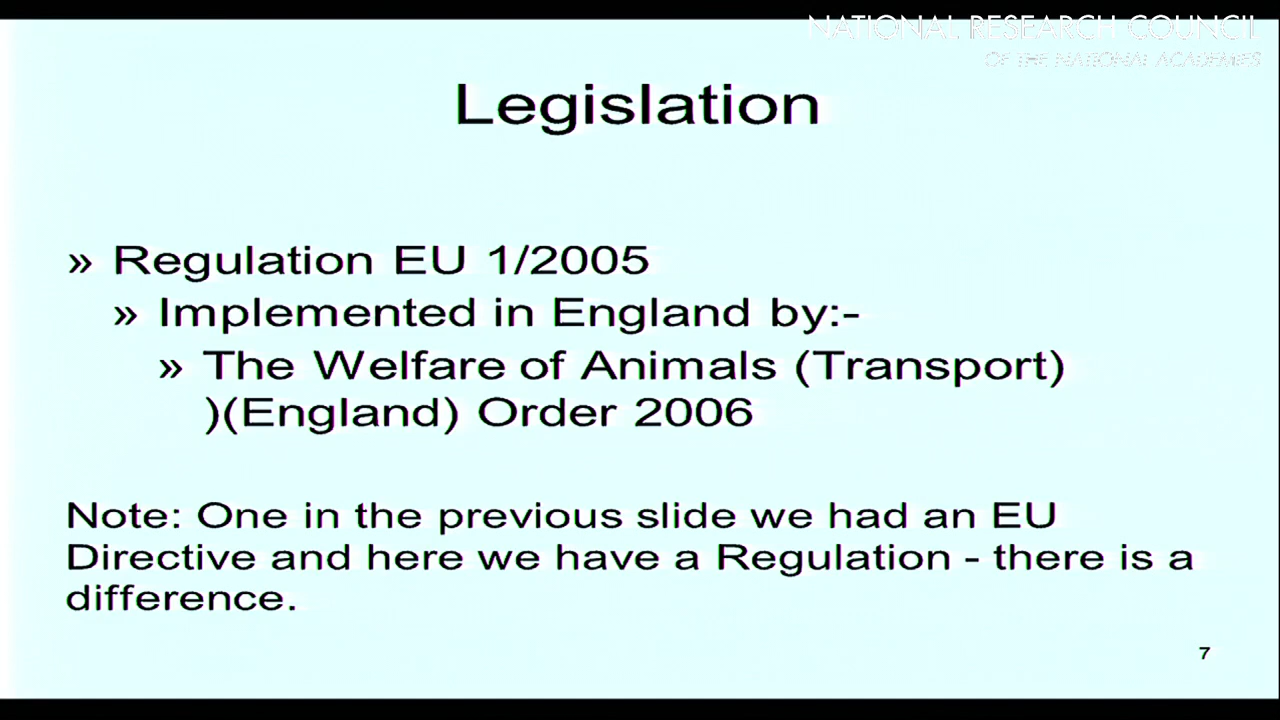 NATIONAL RESEARCH COUNCIL
OF THE NATIONAL ACADEMIES
Legislation
» Regulation EU 1/2005
» Implemented in England by:-
» The Welfare of Animals (Transport)
)(England) Order 2006
Note: One in the previous slide we had an EU
Directive and here we have a Regulation - there is a
difference.
7